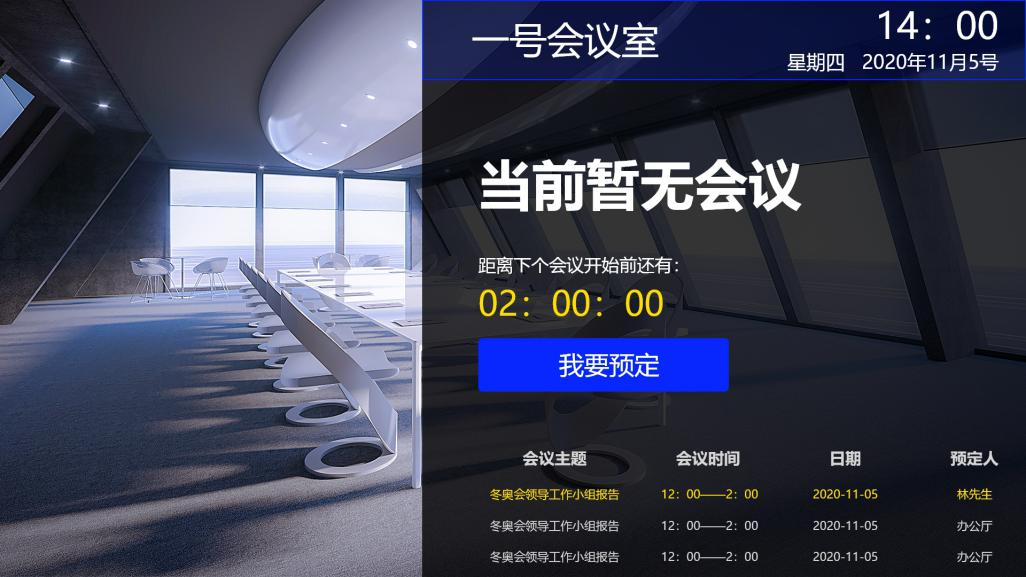 一号会议室
14：00
星期四 2020年11月5号
当前暂无会议
距离下个会议开始前还有：
02：00：00
我要预定
会议主题 会议时间 日期 预定人
冬奥会领导工作小组报告 12：00——2：00 2020-11-05 林先生
冬奥会领导工作小组报告 12：00——2：00 2020-11-05 办公厅
冬奥会领导工作小组报告 12：00——2：00 2020-11-05 办公厅